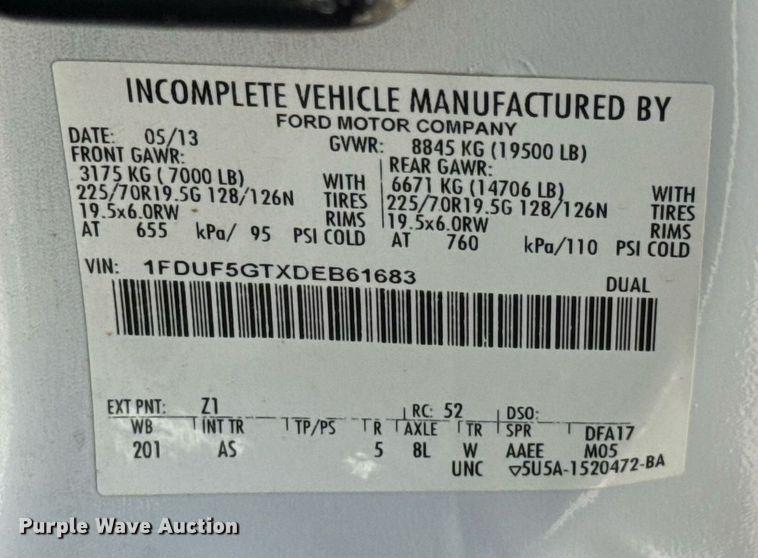 INCOMPLETE VEHICLE MANUFACTURED BY
FORD MOTOR COMPANY
DATE: 05/13 GVWR: 8845 KG (19500 LB)
FRONT GAWR: REAR GAWR:
3175 KG ( 7000 LB) WITH 6671 KG (14706 LB) WITH
225/70R19.5G 128/126N TIRES 225/70R19.5G 128/126N TIRES
19.5x6.0RW RIMS 19.5x6.0RW RIMS
AT 655 kPa/ 95 PSI COLD AT 760 kPa/110 PSI COLD
VIN: 1FDUF5GTXDEB61683 DUAL
EXT PNT: Z1 RC: 52 DSO:
WB INT TR TP/PS R AXLE TR SPR DFA17
201 AS 5 8L W AAEE M05
UNC ▽5U5A-1520472-BA
Purple Wave Auction